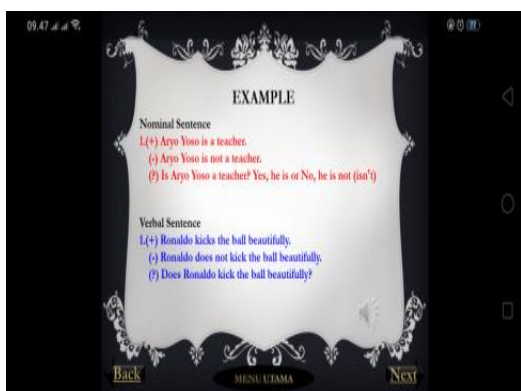 09.47
77
EXAMPLE
Nominal Sentence
1.(+) Aryo Yoso is a teacher.
(-) Aryo Yoso is not a teacher.
(?) Is Aryo Yoso a teacher? Yes, he is or No, he is not (isn't)
Verbal Sentence
1.(+) Ronaldo kicks the ball beautifully.
(-) Ronaldo does not kick the ball beautifully.
(?) Does Ronaldo kick the ball beautifully?
Back
MENU UTAMA
Next